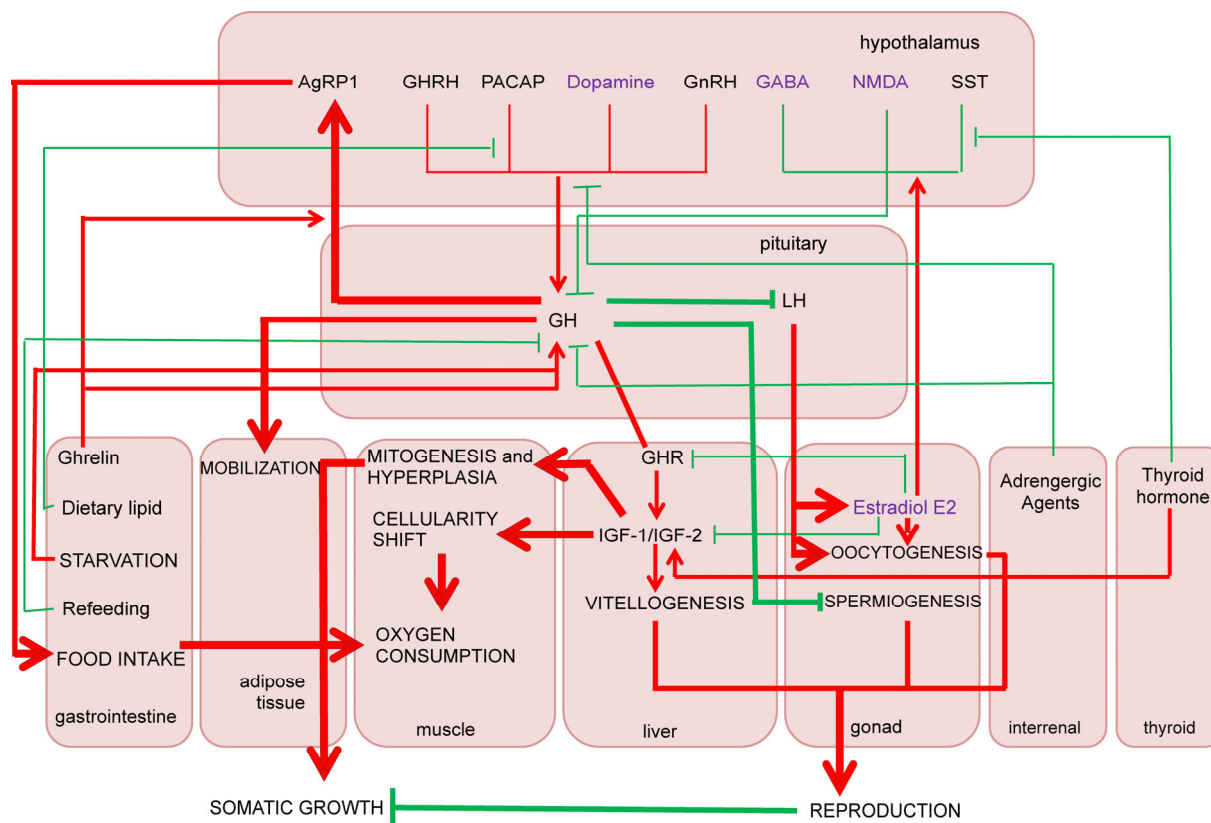 hypothalamus
AgRP1 GHRH PACAP Dopamine GnRH GABA NMDA SST
pituitary
LH
GH
Ghrelin
Dietary lipid
STARVATION
Refeeding
FOOD INTAKE
gastrointestine
MOBILIZATION
adipose
tissue
MITOGENESIS and
HYPERPLASIA
CELLULARITY
SHIFT
OXYGEN
CONSUMPTION
muscle
GHR
IGF-1/IGF-2
VITELLOGENESIS
liver
Estradiol E2
OOCYTOGENESIS
SPERMIOGENESIS
gonad
Adrengergic
Agents
interrenal
Thyroid
hormone
thyroid
SOMATIC GROWTH
REPRODUCTION